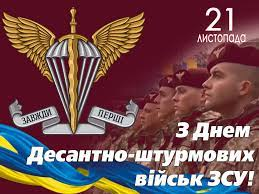 21
ЛИСТОПАДА
ЗАВЖДИ ПЕРШІ
З Днем
Десантно-штурмових
військ ЗСУ!